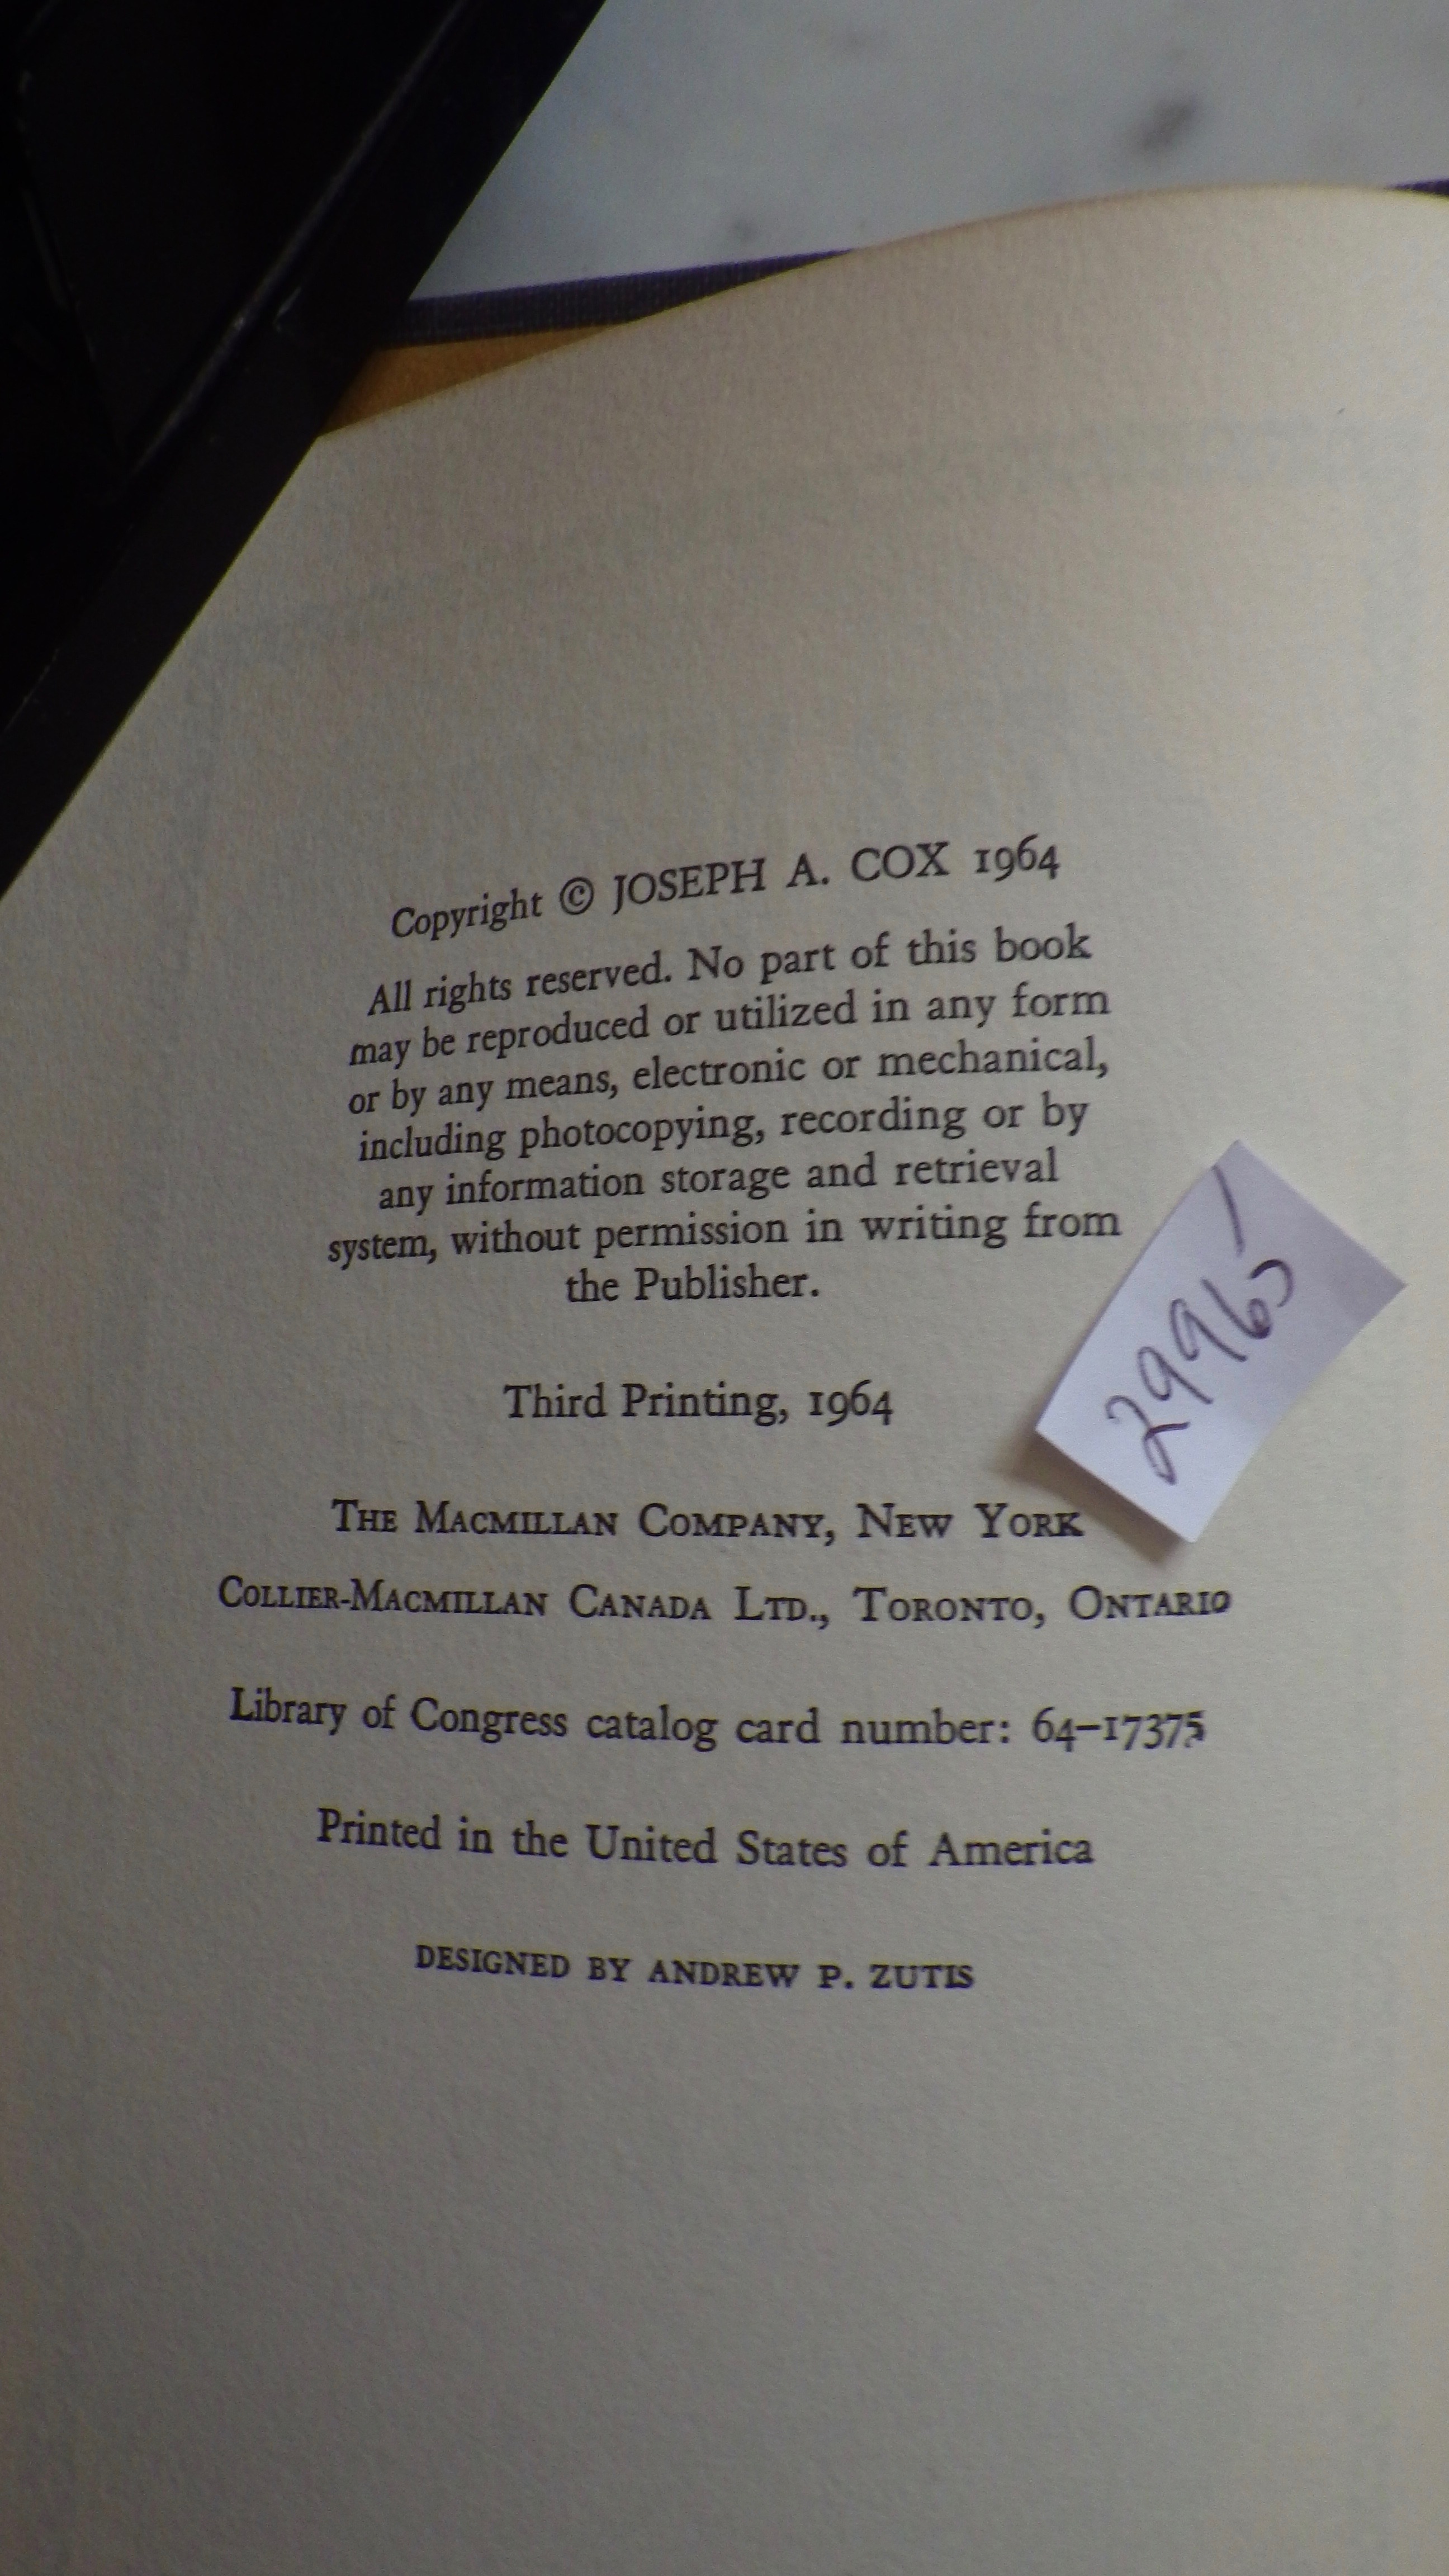 Copyright © JOSEPH A. COX 1964
All rights reserved. No part of this book
may be reproduced or utilized in any form
or by any means, electronic or mechanical,
including photocopying, recording or by
any information storage and retrieval
system, without permission in writing from
the Publisher.
Third Printing, 1964
THE MACMILLAN COMPANY, NEW YORK
COLLIER-MACMILLAN CANADA LTD., TORONTO, ONTARIO
Library of Congress catalog card number: 64–17375
Printed in the United States of America
DESIGNED BY ANDREW P. ZUTIS
29965